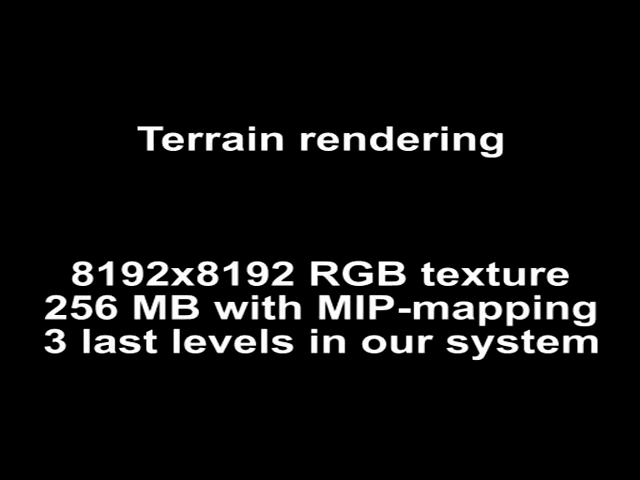 Terrain rendering
8192x8192 RGB texture
256 MB with MIP-mapping
3 last levels in our system